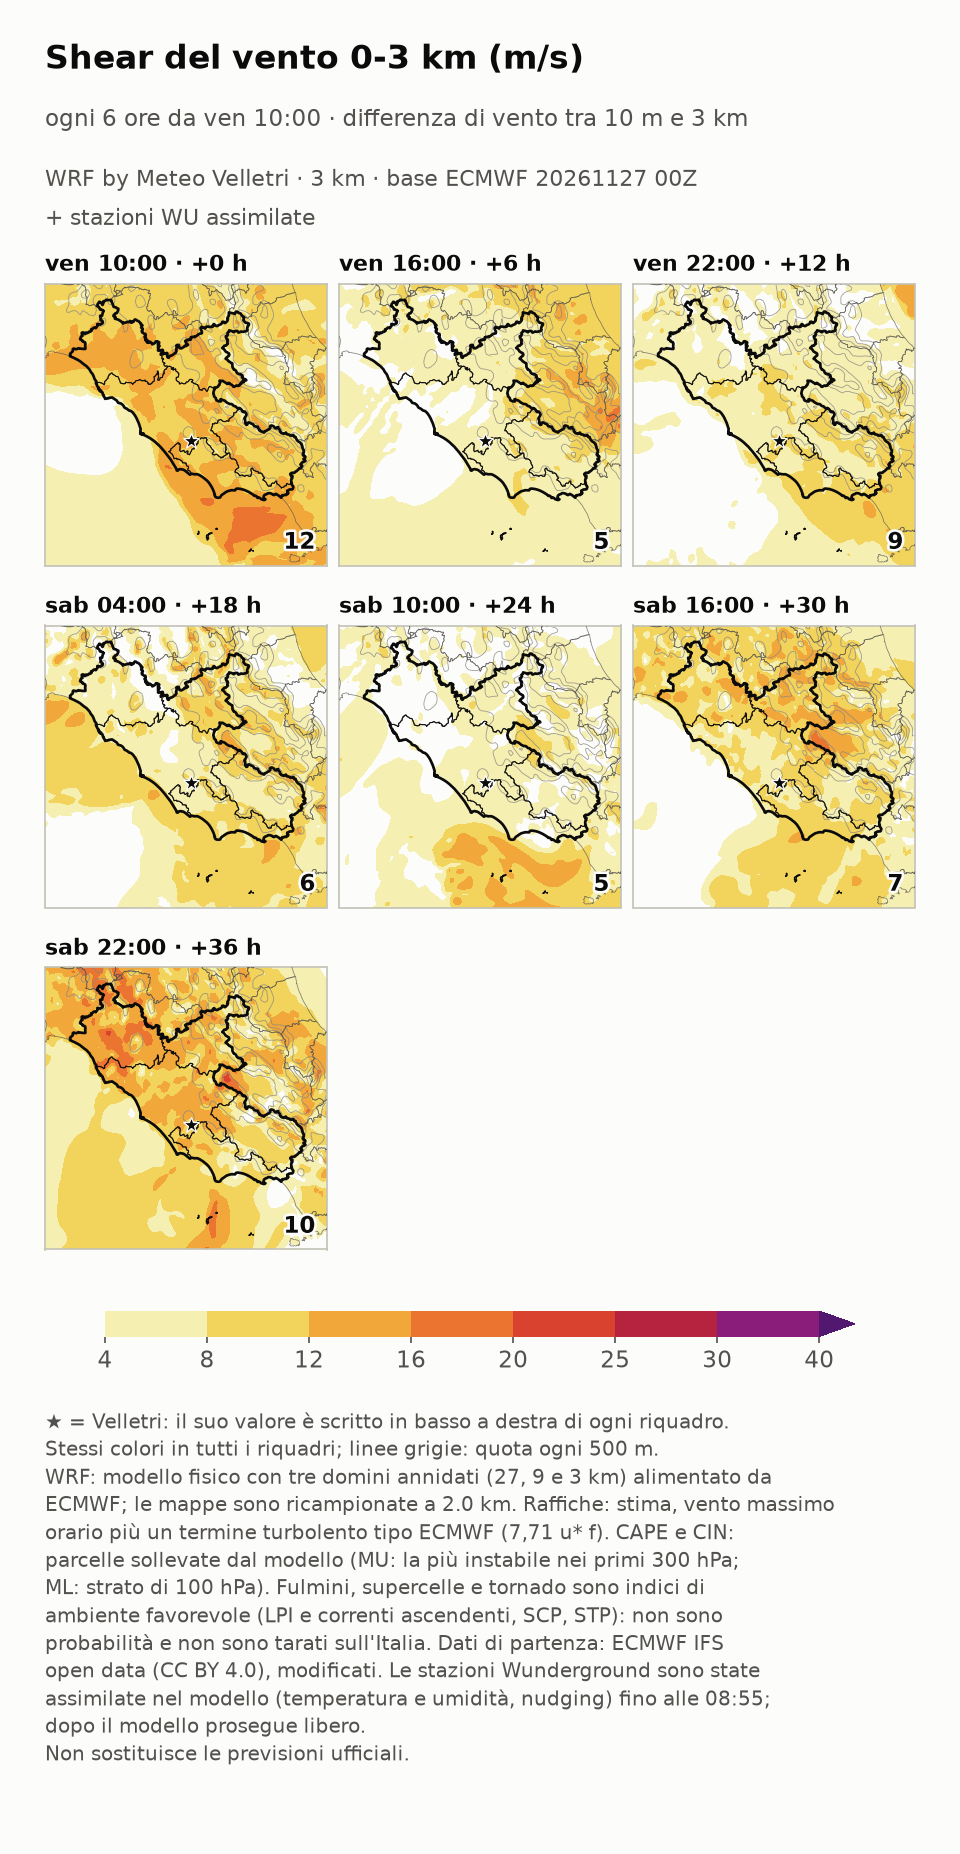 Shear del vento 0-3 km (m/s)
ogni 6 ore da ven 10:00 · differenza di vento tra 10 m e 3 km
WRF by Meteo Velletri · 3 km · base ECMWF 20261127 00Z
+ stazioni WU assimilate
ven 10:00 · +0 h
ven 16:00 · +6 h
ven 22:00 · +12 h
12
5
9
sab 04:00 · +18 h
sab 10:00 · +24 h
sab 16:00 · +30 h
6
5
7
sab 22:00 · +36 h
10
4 8 12 16 20 25 30 40
★ = Velletri: il suo valore è scritto in basso a destra di ogni riquadro.
Stessi colori in tutti i riquadri; linee grigie: quota ogni 500 m.
WRF: modello fisico con tre domini annidati (27, 9 e 3 km) alimentato da
ECMWF; le mappe sono ricampionate a 2.0 km. Raffiche: stima, vento massimo
orario più un termine turbolento tipo ECMWF (7,71 u* f). CAPE e CIN:
parcelle sollevate dal modello (MU: la più instabile nei primi 300 hPa;
ML: strato di 100 hPa). Fulmini, supercelle e tornado sono indici di
ambiente favorevole (LPI e correnti ascendenti, SCP, STP): non sono
probabilità e non sono tarati sull'Italia. Dati di partenza: ECMWF IFS
open data (CC BY 4.0), modificati. Le stazioni Wunderground sono state
assimilate nel modello (temperatura e umidità, nudging) fino alle 08:55;
dopo il modello prosegue libero.
Non sostituisce le previsioni ufficiali.